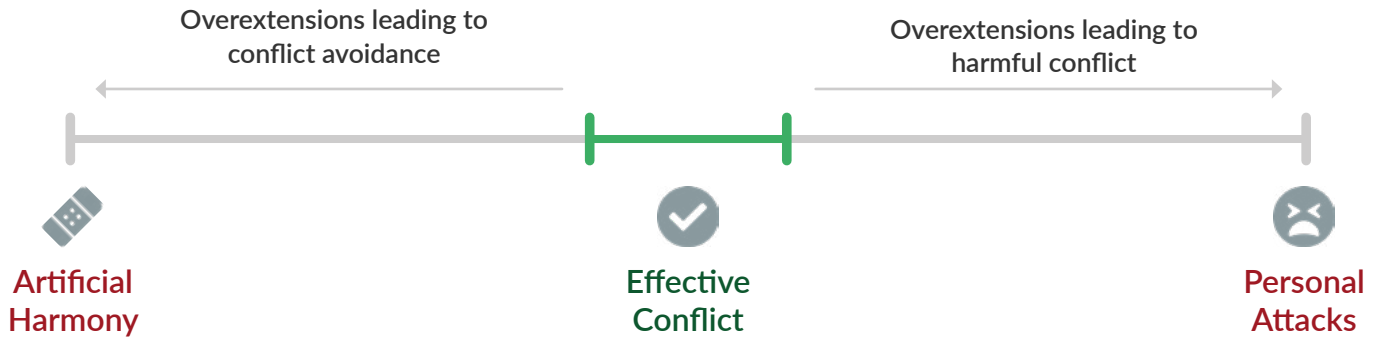 Overextensions leading to
conflict avoidance
Overextensions leading to
harmful conflict
Artificial
Harmony
Effective
Conflict
Personal
Attacks